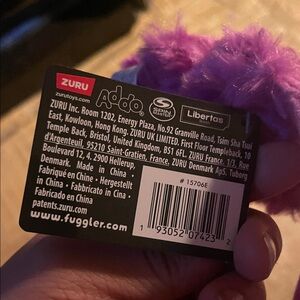 ZURU
zurutoys.com
Addo
SPIN MASTER
Libertas
ZURU Inc. Room 1202, Energy Plaza, No.92 Granville Road, Tsim Sha Tsui
East, Kowloon, Hong Kong. ZURU UK LIMITED. First Floor Templeback, 10
Temple Back, Bristol, United Kingdom, BS1 6FL. ZURU France, 1/3, Rue
d'Argenteuil, 95210 Saint-Gratien, France. ZURU Denmark ApS, Tuborg
Boulevard 12, 4. 2900 Hellerup,
Denmark. Made in China •
Fabriqué en Chine • Hergestellt
in China • Fabbricato in Cina •
Fabricado en China
patents.zuru.com
www.fuggler.com
# 15706E
1 93052 07423 2